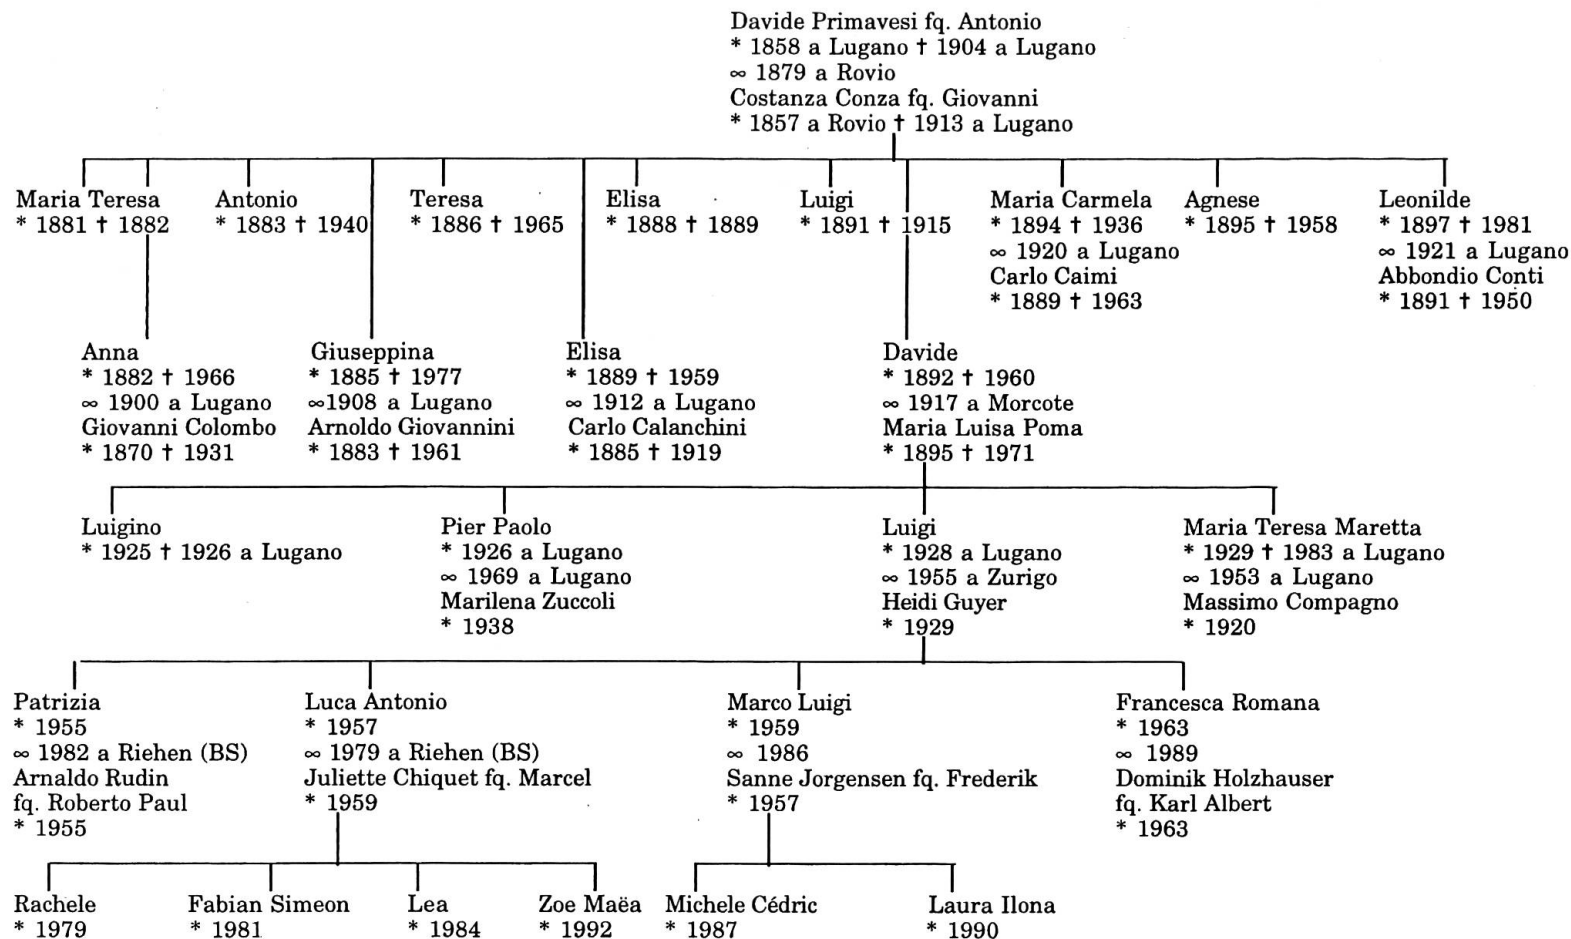 Davide Primavesi fq. Antonio
* 1858 a Lugano † 1904 a Lugano
∞ 1879 a Rovio
Costanza Conza fq. Giovanni
* 1857 a Rovio † 1913 a Lugano
Maria Teresa
* 1881 † 1882
Antonio
* 1883 † 1940
Teresa
* 1886 † 1965
Elisa
* 1888 † 1889
Luigi
* 1891 † 1915
Maria Carmela
* 1894 † 1936
∞ 1920 a Lugano
Carlo Caimi
* 1889 † 1963
Agnese
* 1895 † 1958
Leonilde
* 1897 † 1981
∞ 1921 a Lugano
Abbondio Conti
* 1891 † 1950
Anna
* 1882 † 1966
∞ 1900 a Lugano
Giovanni Colombo
* 1870 † 1931
Giuseppina
* 1885 † 1977
∞1908 a Lugano
Arnoldo Giovannini
* 1883 † 1961
Elisa
* 1889 † 1959
∞ 1912 a Lugano
Carlo Calanchini
* 1885 † 1919
Davide
* 1892 † 1960
∞ 1917 a Morcote
Maria Luisa Poma
* 1895 † 1971
Luigino
* 1925 † 1926 a Lugano
Pier Paolo
* 1926 a Lugano
∞ 1969 a Lugano
Marilena Zuccoli
* 1938
Luigi
* 1928 a Lugano
∞ 1955 a Zurigo
Heidi Guyer
* 1929
Maria Teresa Maretta
* 1929 † 1983 a Lugano
∞ 1953 a Lugano
Massimo Compagno
* 1920
Patrizia
* 1955
∞ 1982 a Riehen (BS)
Arnaldo Rudin
fq. Roberto Paul
* 1955
Luca Antonio
* 1957
∞ 1979 a Riehen (BS)
Juliette Chiquet fq. Marcel
* 1959
Marco Luigi
* 1959
∞ 1986
Sanne Jorgensen fq. Frederik
* 1957
Francesca Romana
* 1963
∞ 1989
Dominik Holzhauser
fq. Karl Albert
* 1963
Rachele
* 1979
Fabian Simeon
* 1981
Lea
* 1984
Zoe Maëa
* 1992
Michele Cédric
* 1987
Laura Ilona
* 1990